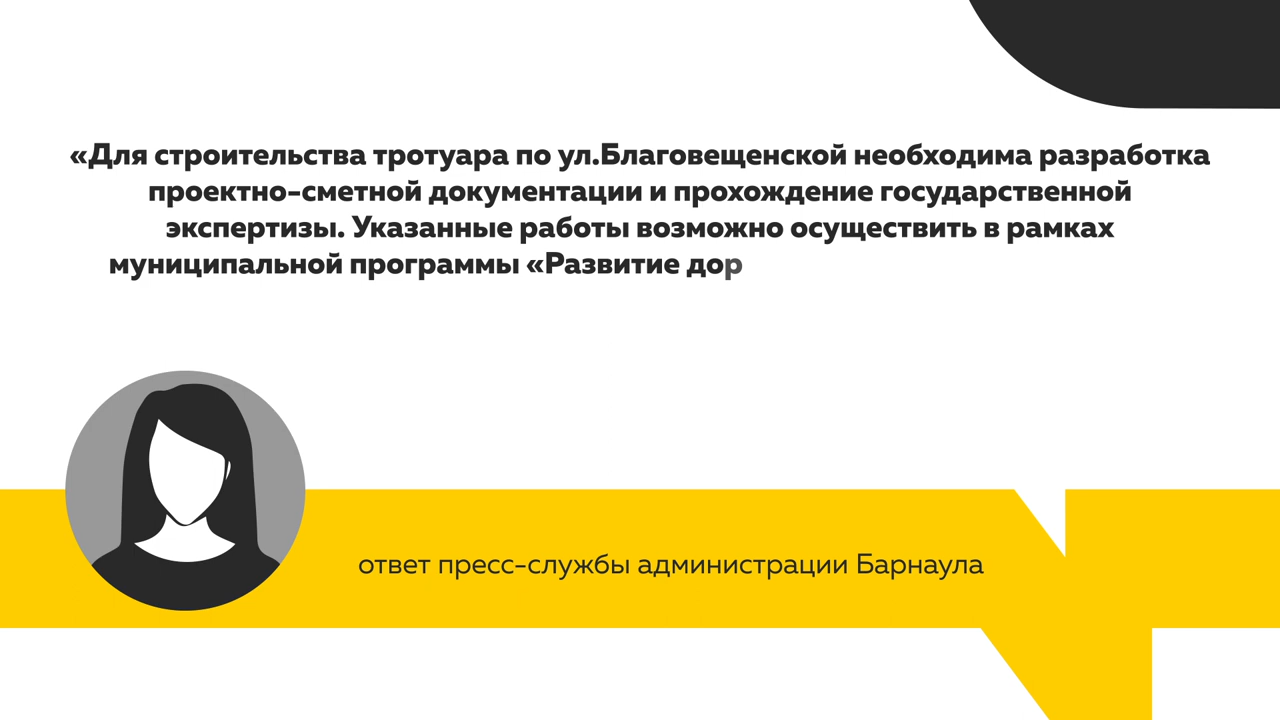 «Для строительства тротуара по ул.Благовещенской необходима разработка
проектно-сметной документации и прохождение государственной
экспертизы. Указанные работы возможно осуществить в рамках
муниципальной программы «Развитие дор
ответ пресс-службы администрации Барнаула